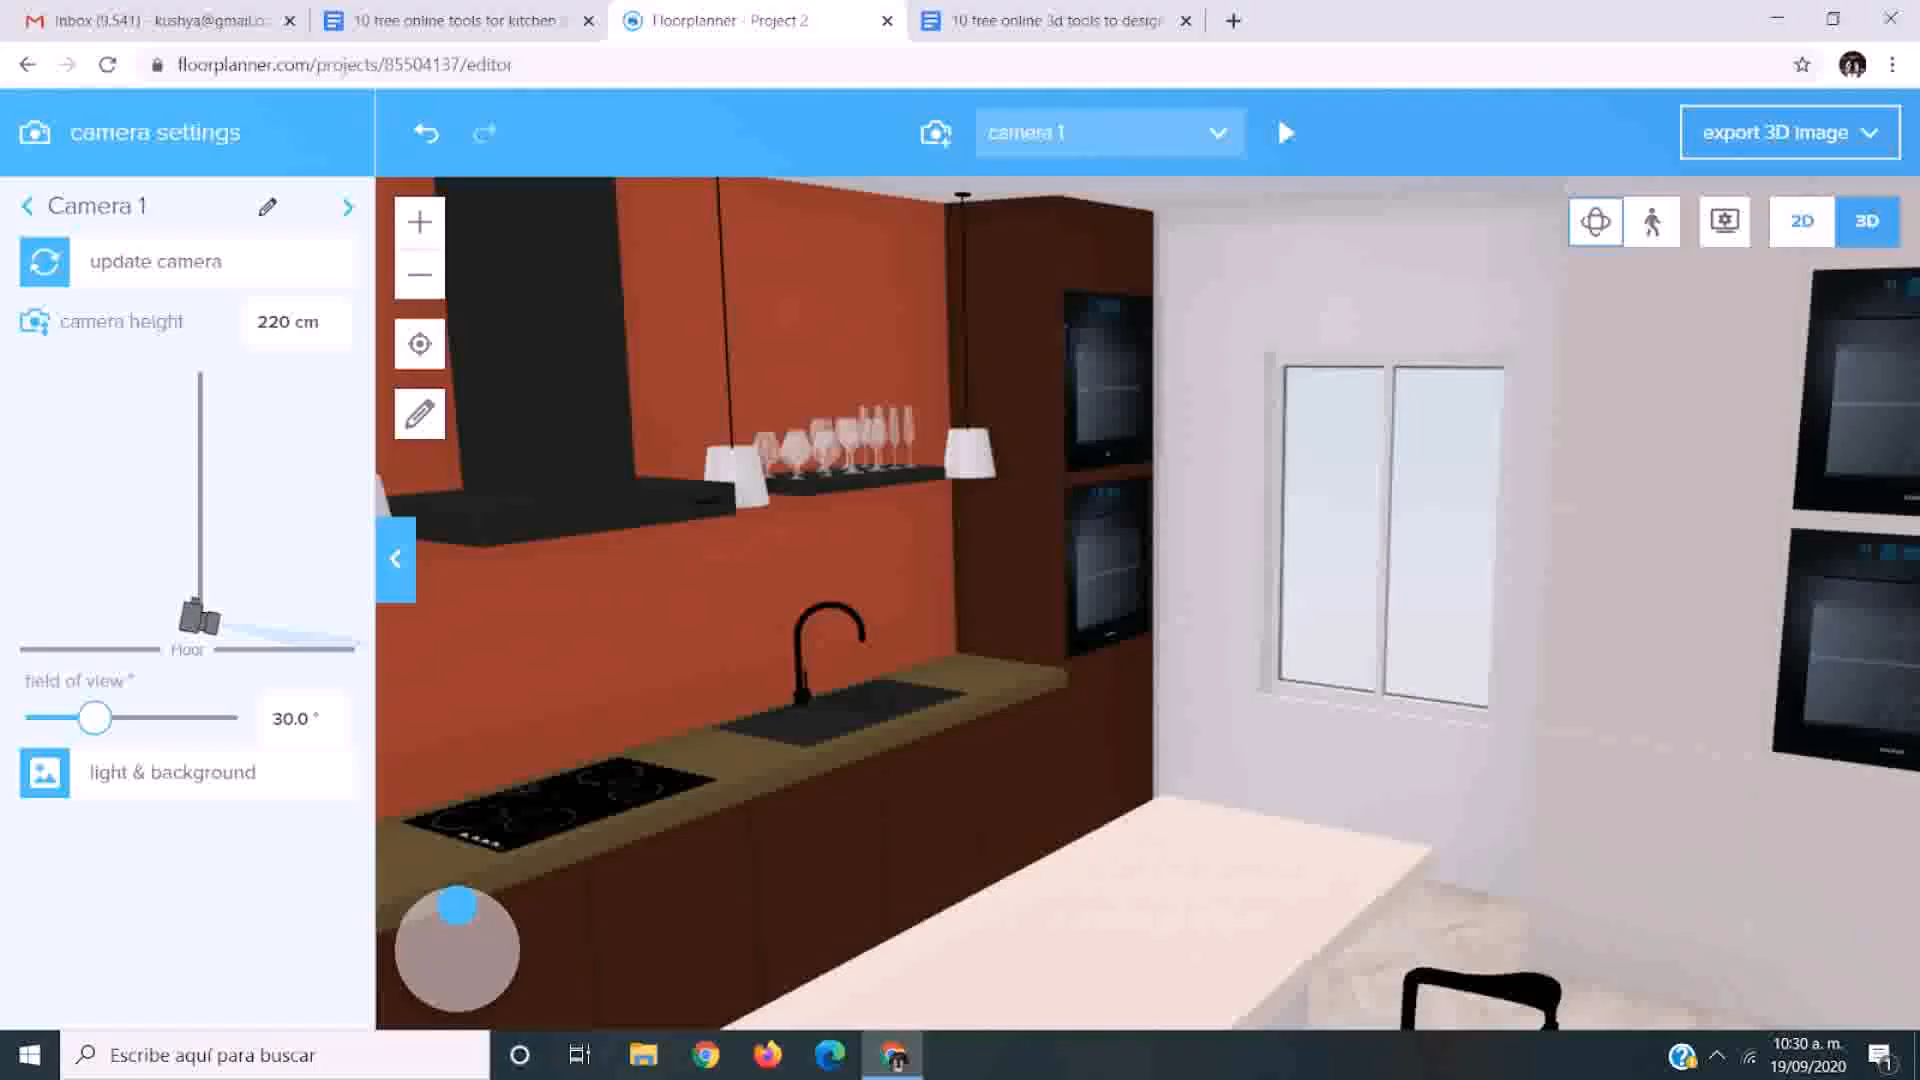 Inbox (9,541) - kushya@gmail.c
10 free online tools for kitchen
Floorplanner - Project 2
10 free online 3d tools to desig
floorplanner.com/projects/85504137/editor
camera settings
camera 1
export 3D image
Camera 1
2D
3D
update camera
camera height
220 cm
Floor
field of view°
30.0 °
light & background
Escribe aquí para buscar
10:30 a. m.
19/09/2020
1